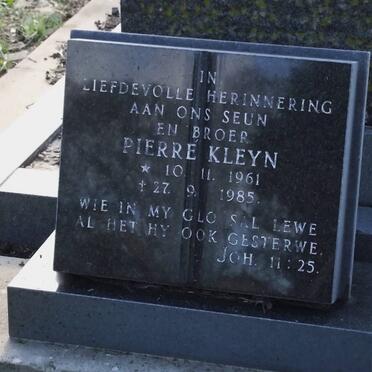 IN
LIEFDEVOLLE HERINNERING
AAN ONS SEUN
EN BROER
PIERRE KLEYN
* 10. 11. 1961
† 27. 9. 1985.
WIE IN MY GLO SAL LEWE
AL HET HY OOK GESTERWE.
JOH. 11:25.